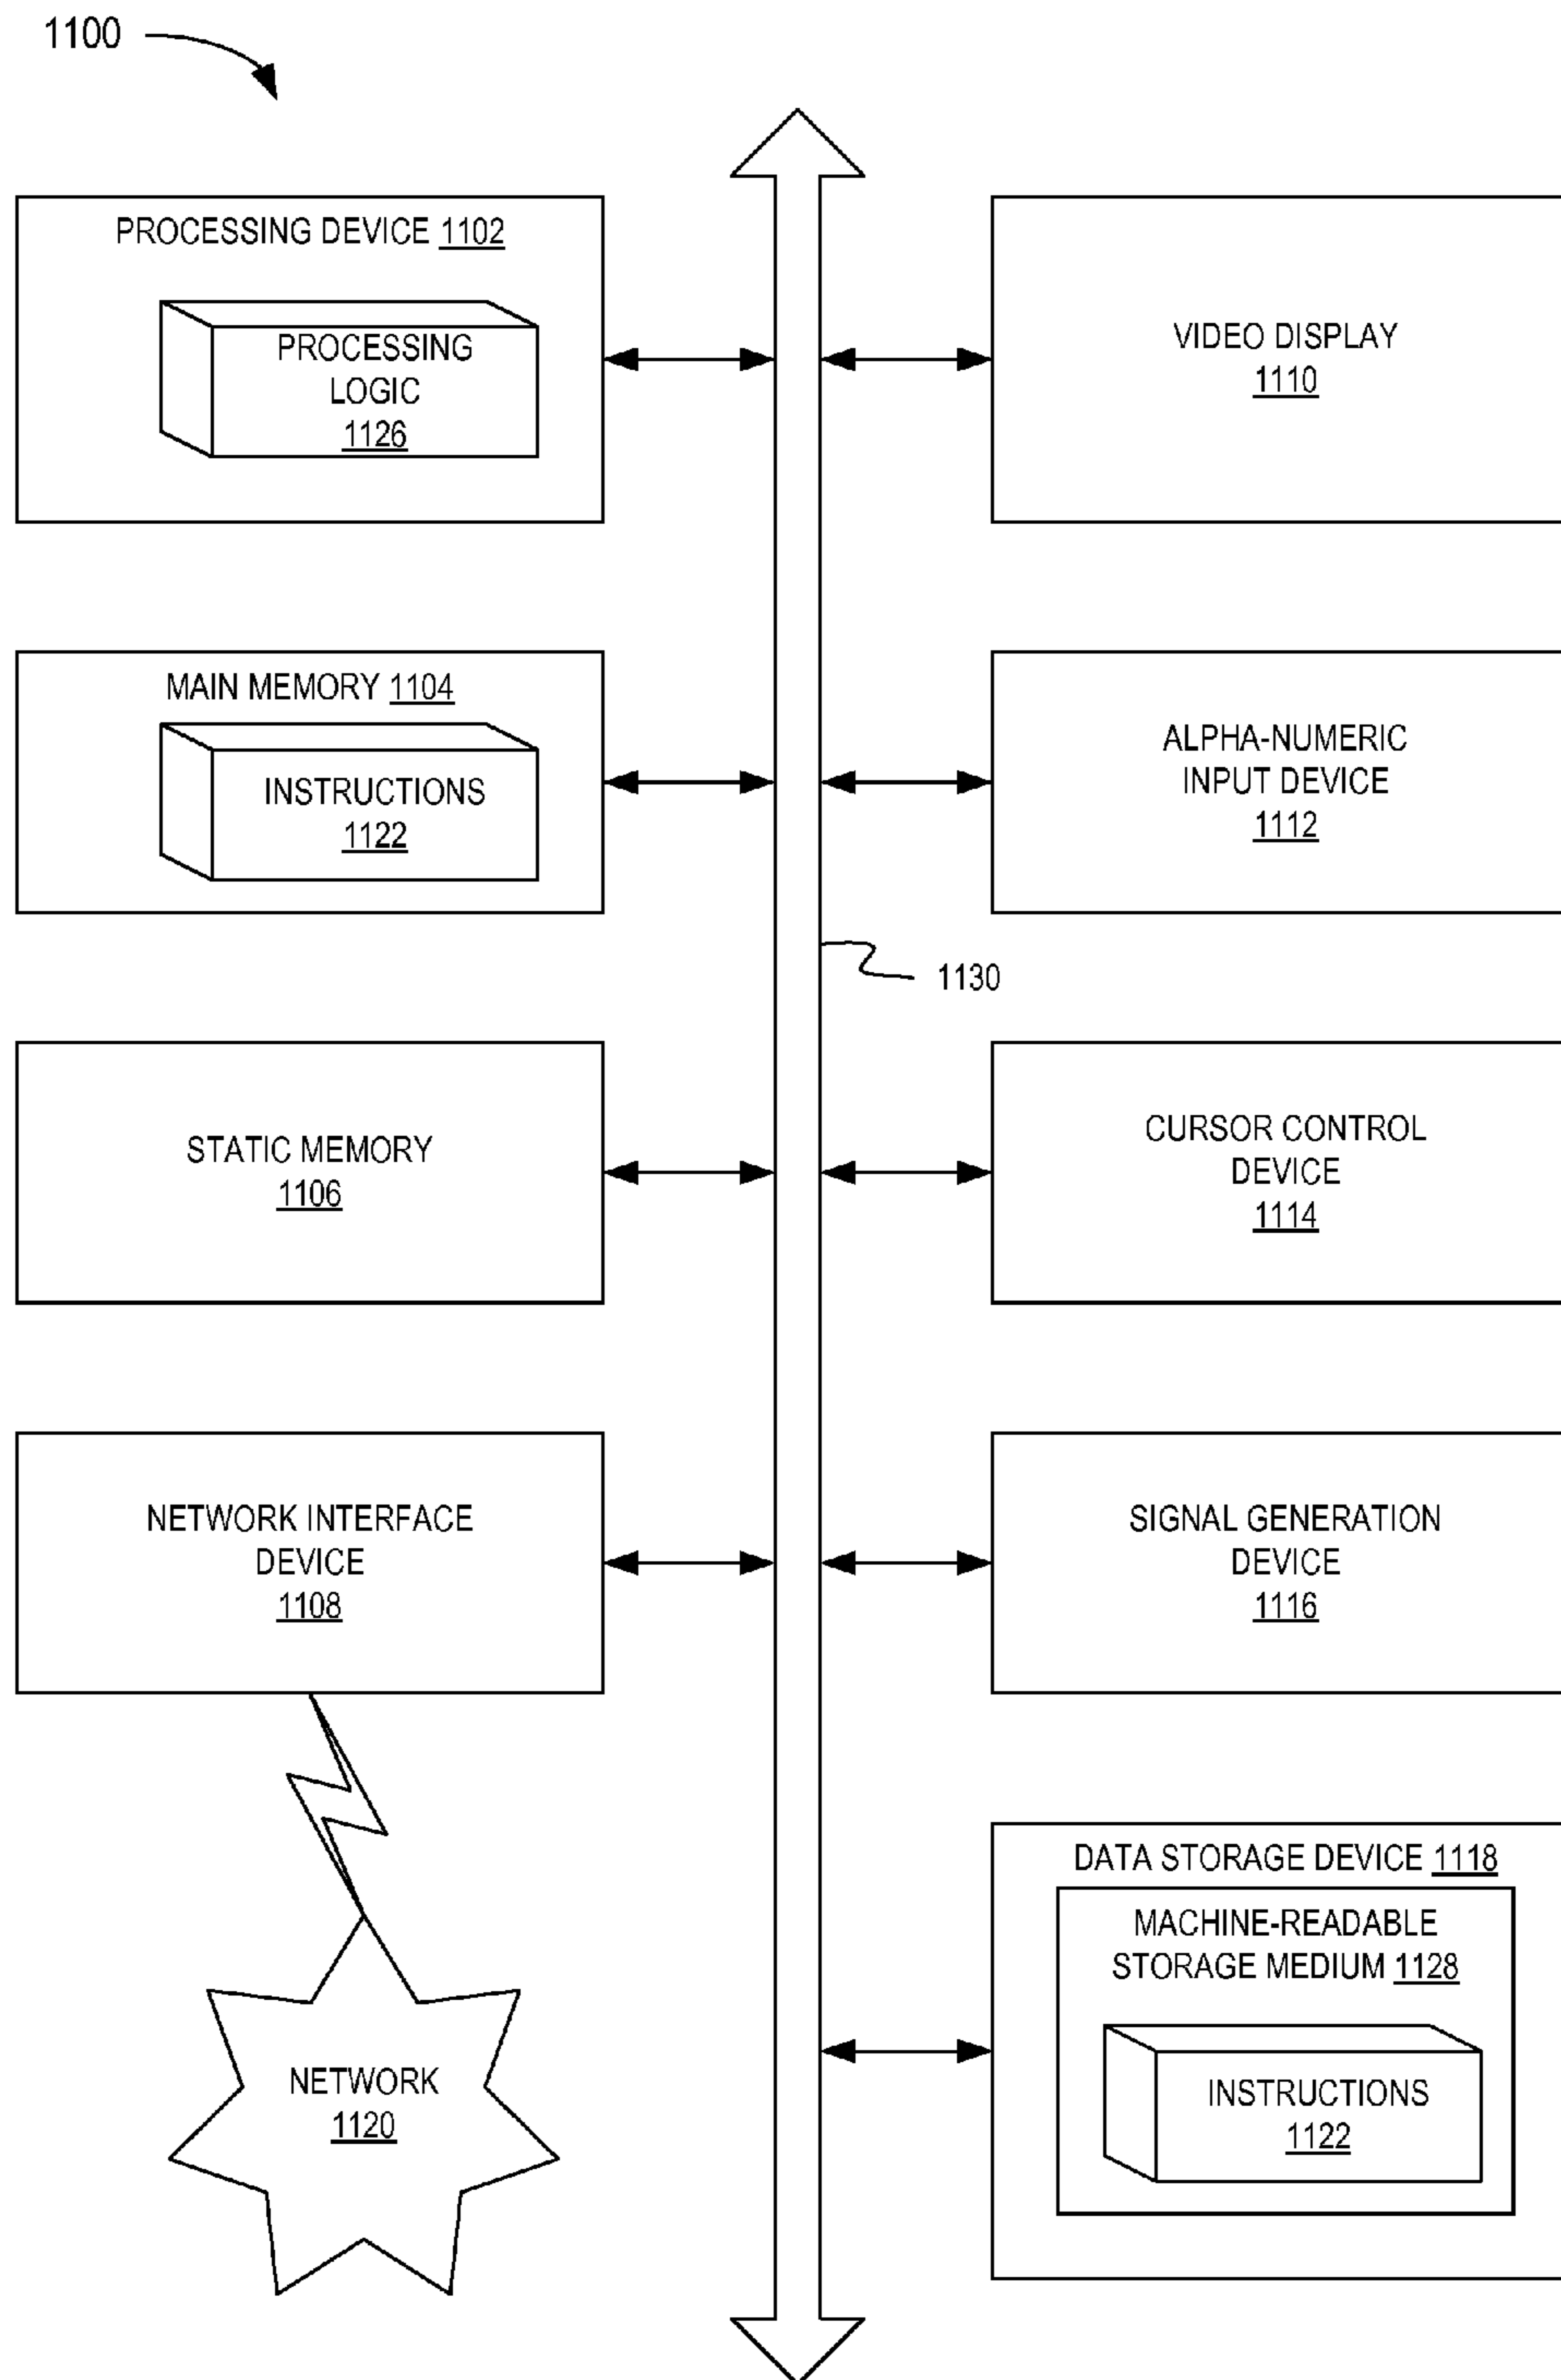 1100
PROCESSING DEVICE 1102
PROCESSING
LOGIC
1126
VIDEO DISPLAY
1110
MAIN MEMORY 1104
INSTRUCTIONS
1122
ALPHA-NUMERIC
INPUT DEVICE
1112
1130
STATIC MEMORY
1106
CURSOR CONTROL
DEVICE
1114
NETWORK INTERFACE
DEVICE
1108
SIGNAL GENERATION
DEVICE
1116
DATA STORAGE DEVICE 1118
MACHINE-READABLE
STORAGE MEDIUM 1128
INSTRUCTIONS
1122
NETWORK
1120